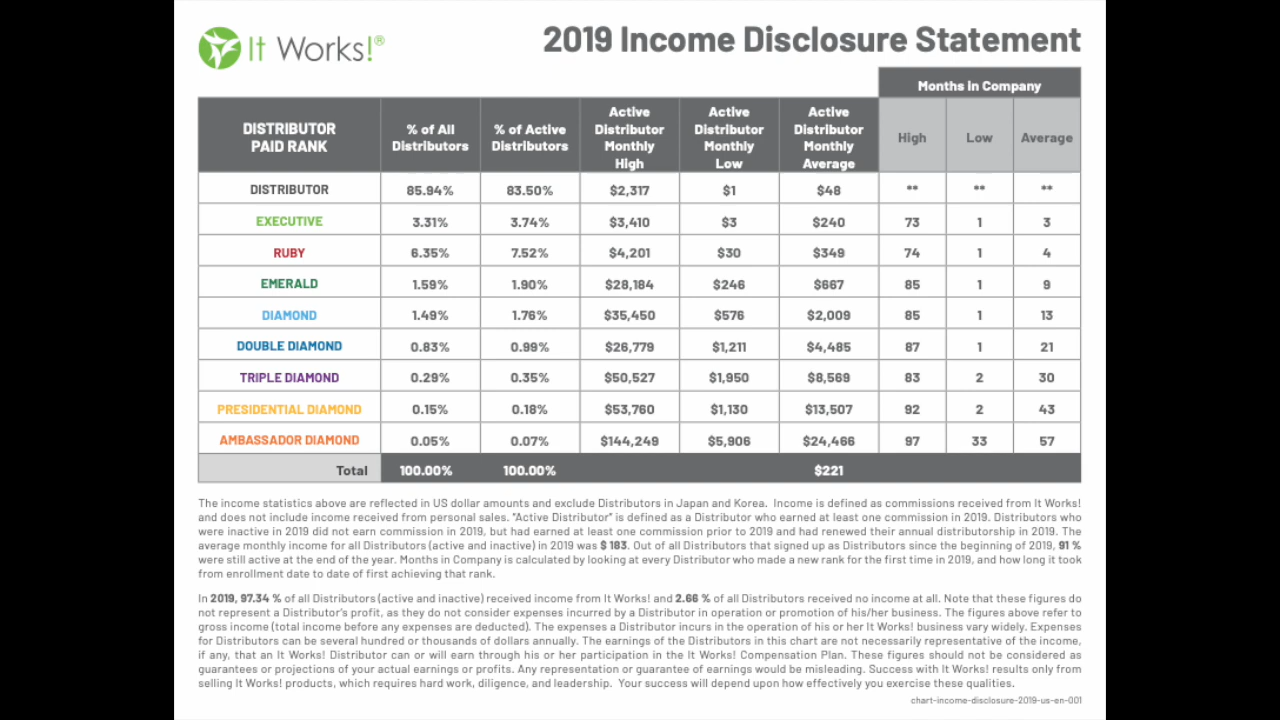 It Works!®
2019 Income Disclosure Statement
Months in Company
DISTRIBUTOR PAID RANK % of All Distributors % of Active Distributors Active Distributor Monthly High Active Distributor Monthly Low Active Distributor Monthly Average High Low Average
DISTRIBUTOR 85.94% 83.50% $2,317 $1 $48 ** ** **
EXECUTIVE 3.31% 3.74% $3,410 $3 $240 73 1 3
RUBY 6.35% 7.52% $4,201 $30 $349 74 1 4
EMERALD 1.59% 1.90% $28,184 $246 $667 85 1 9
DIAMOND 1.49% 1.76% $35,450 $576 $2,009 85 1 13
DOUBLE DIAMOND 0.83% 0.99% $26,779 $1,211 $4,485 87 1 21
TRIPLE DIAMOND 0.29% 0.35% $50,527 $1,950 $8,569 83 2 30
PRESIDENTIAL DIAMOND 0.15% 0.18% $53,760 $1,130 $13,507 92 2 43
AMBASSADOR DIAMOND 0.05% 0.07% $144,249 $5,906 $24,466 97 33 57
Total 100.00% 100.00% $221
The income statistics above are reflected in US dollar amounts and exclude Distributors in Japan and Korea. Income is defined as commissions received from It Works!
and does not include income received from personal sales. "Active Distributor" is defined as a Distributor who earned at least one commission in 2019. Distributors who
were inactive in 2019 did not earn commission in 2019, but had earned at least one commission prior to 2019 and had renewed their annual distributorship in 2019. The
average monthly income for all Distributors (active and inactive) in 2019 was $ 183. Out of all Distributors that signed up as Distributors since the beginning of 2019, 91 %
were still active at the end of the year. Months in Company is calculated by looking at every Distributor who made a new rank for the first time in 2019, and how long it took
from enrollment date to date of first achieving that rank.
In 2019, 97.34 % of all Distributors (active and inactive) received income from It Works! and 2.66 % of all Distributors received no income at all. Note that these figures do
not represent a Distributor's profit, as they do not consider expenses incurred by a Distributor in operation or promotion of his/her business. The figures above refer to
gross income (total income before any expenses are deducted). The expenses a Distributor incurs in the operation of his or her It Works! business vary widely. Expenses
for Distributors can be several hundred or thousands of dollars annually. The earnings of the Distributors in this chart are not necessarily representative of the income,
if any, that an It Works! Distributor can or will earn through his or her participation in the It Works! Compensation Plan. These figures should not be considered as
guarantees or projections of your actual earnings or profits. Any representation or guarantee of earnings would be misleading. Success with It Works! results only from
selling It Works! products, which requires hard work, diligence, and leadership. Your success will depend upon how effectively you exercise these qualities.
chart-income-disclosure-2019-us-en-001